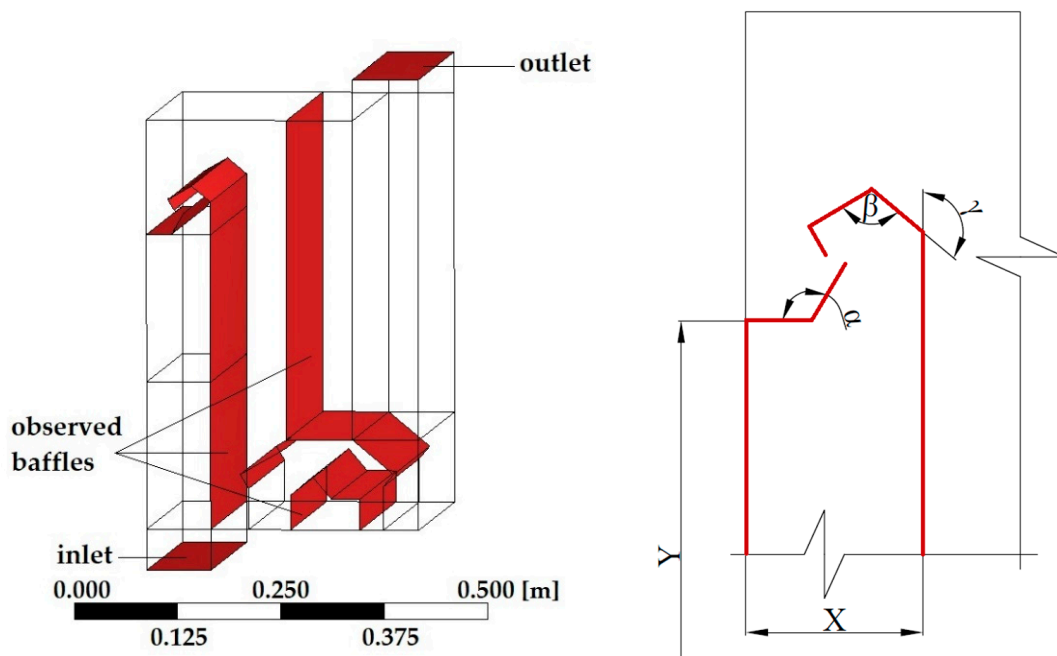 outlet
observed
baffles
inlet
0.000
0.250
0.500 [m]
0.125
0.375
β
γ
α
Y
X